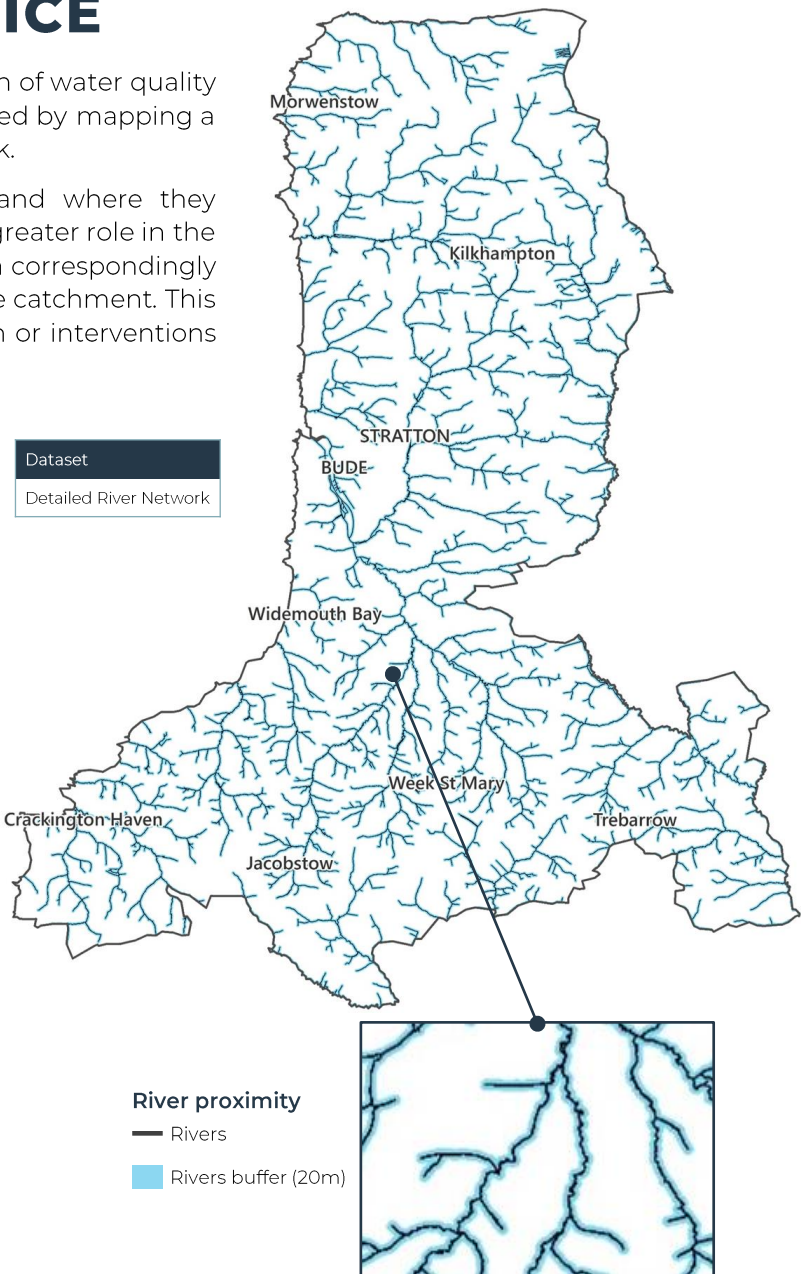 ICE
of water quality
ed by mapping a
k.
and where they
greater role in the
correspondingly
catchment. This
or interventions
Dataset
Detailed River Network
Morwenstow
Kilkhampton
STRATTON
BUDE
Widemouth Bay
Week St Mary
Crackington Haven
Trebarrow
Jacobstow
River proximity
Rivers
Rivers buffer (20m)